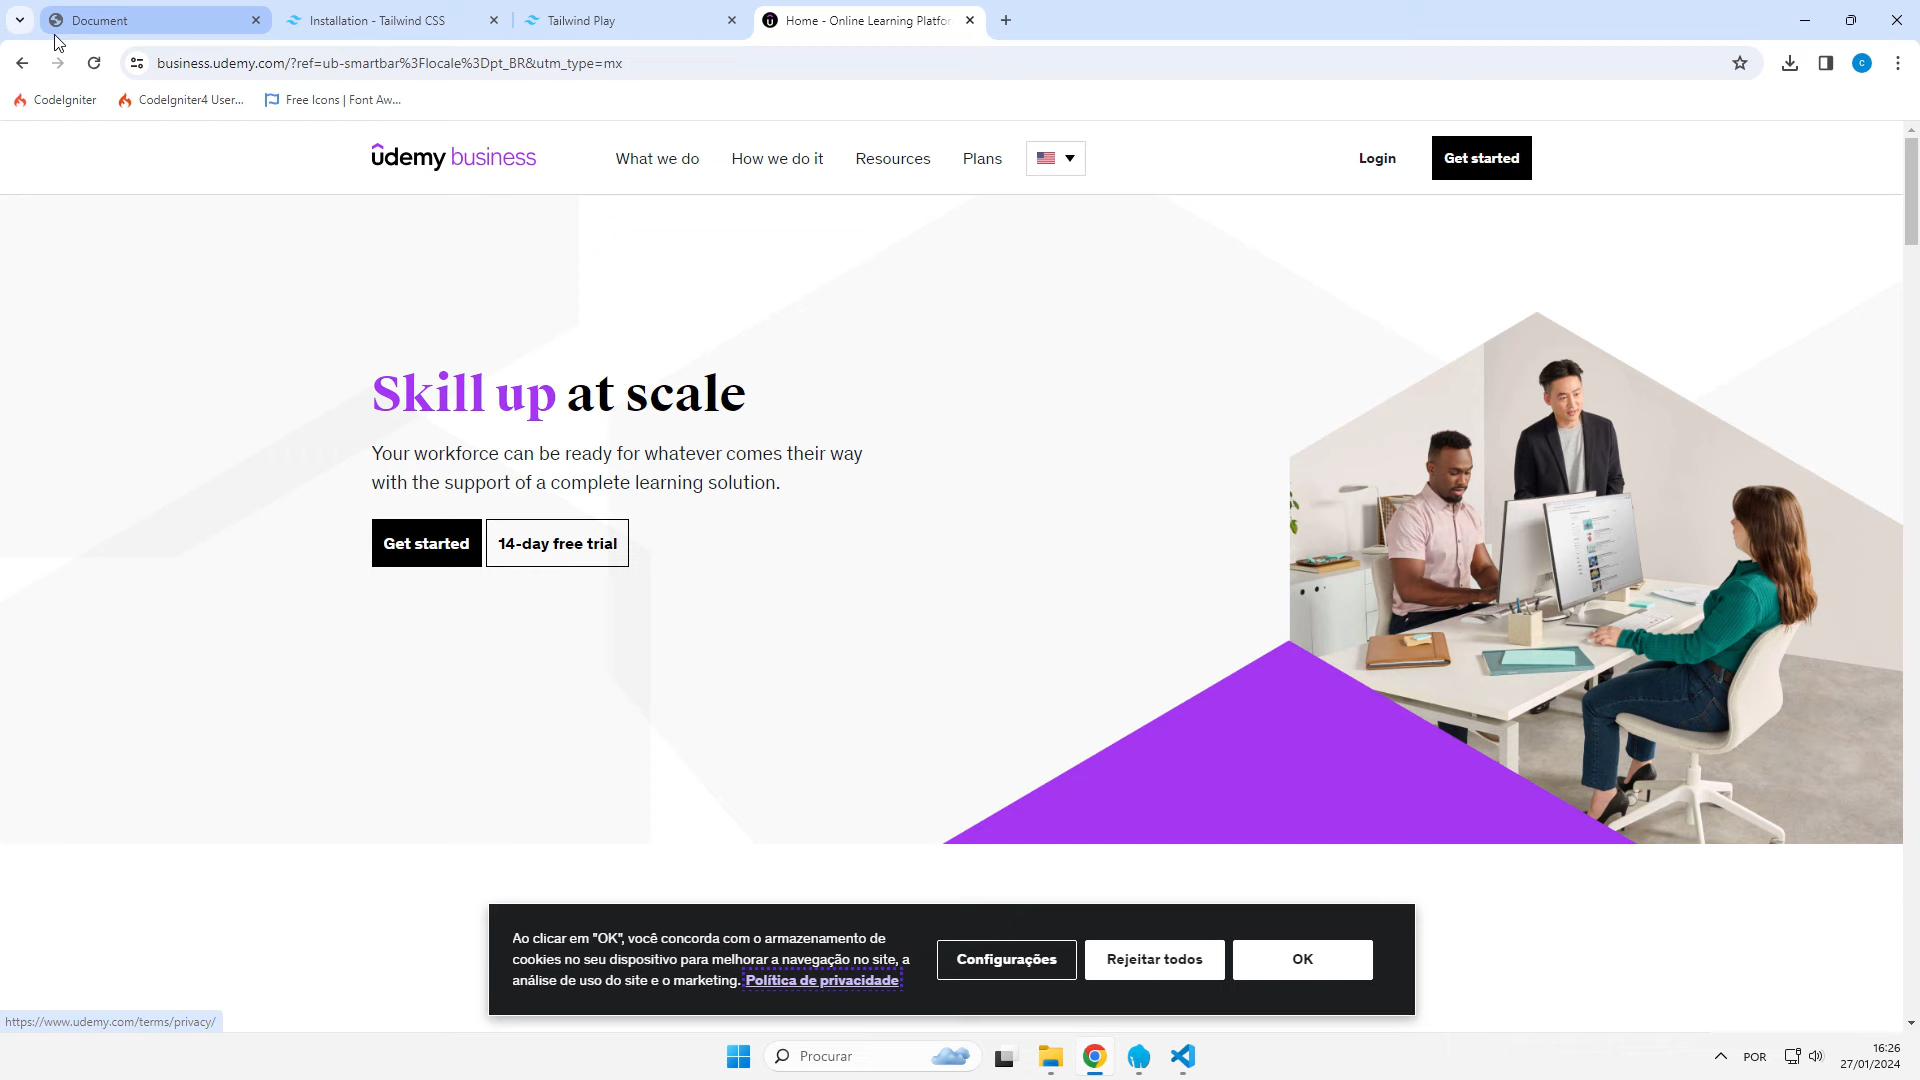 Document
Installation - Tailwind CSS
Tailwind Play
Home - Online Learning Platfo
business.udemy.com/?ref=ub-smartbar%3Flocale%3Dpt_BR&utm_type=mx
c
CodeIgniter
CodeIgniter4 User...
Free Icons | Font Aw...
ûdemy business
What we do
How we do it
Resources
Plans
Login
Get started
Skill up at scale
Your workforce can be ready for whatever comes their way
with the support of a complete learning solution.
Get started
14-day free trial
Ao clicar em "OK", você concorda com o armazenamento de
cookies no seu dispositivo para melhorar a navegação no site, a
análise de uso do site e o marketing. Política de privacidade
Configurações
Rejeitar todos
OK
https://www.udemy.com/terms/privacy/
Procurar
POR
16:26
27/01/2024